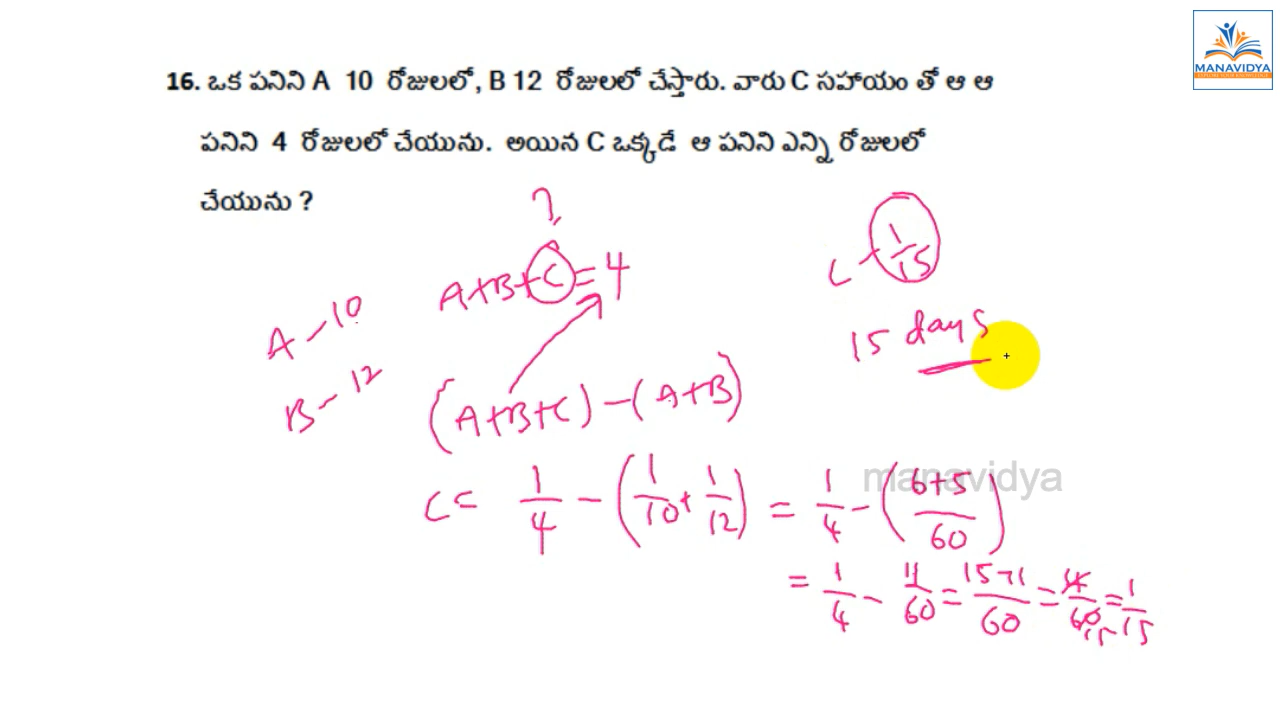 MANAVIDYA
16. ఒక పనిని A 10 రోజులలో, B 12 రోజులలో చేస్తారు. వారు C సహాయం తో ఆ ఆ
పనిని 4 రోజులలో చేయును. అయిన C ఒక్కడే ఆ పనిని ఎన్ని రోజులలో
చేయును ?
?
A+B+C = 4
C - 1/15
A - 10
15 days
B - 12
(A+B+C) - (A+B)
manavidya
C = 1/4 - (1/10 + 1/12) = 1/4 - (6+5/60)
= 1/4 - 11/60 = 15-11/60 = 4/60 = 1/15
15